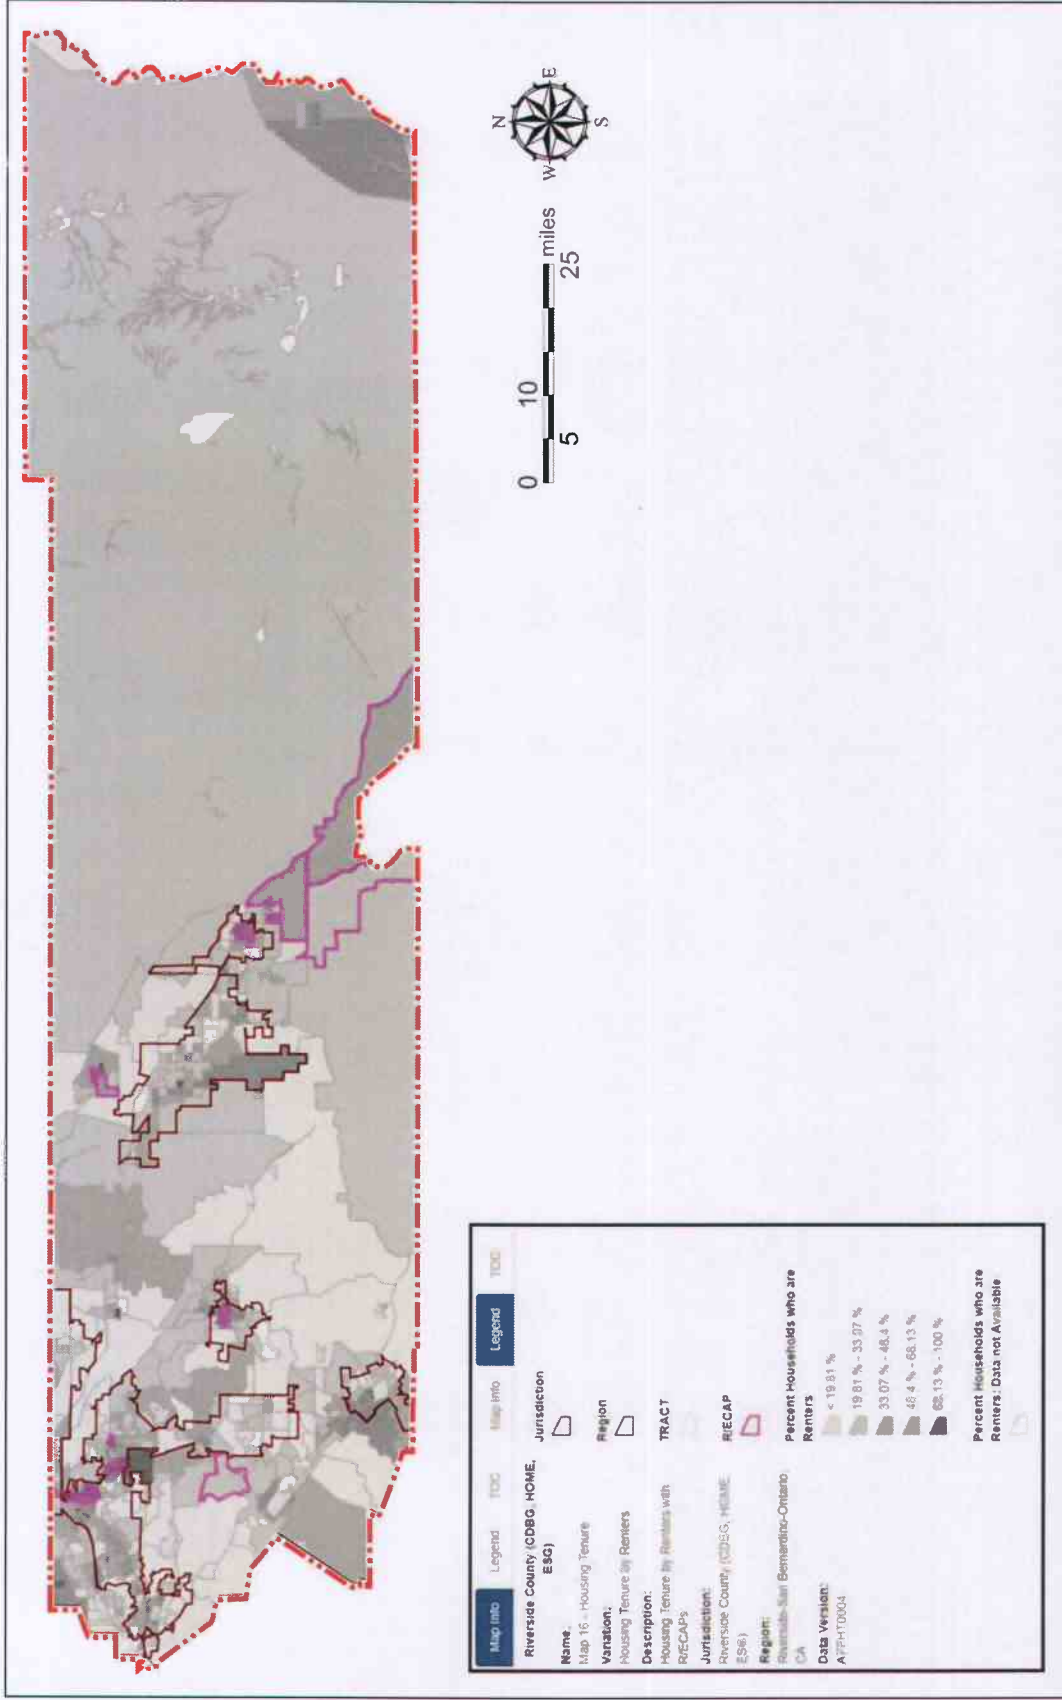 N
W
E
S
0
10
miles
5
25
Map Info
Legend
TOC
Riverside County (CDBG, HOME,
ESG)
Name:
Map 16 - Housing Tenure
Variation:
Housing Tenure by Renters
Description:
Housing Tenure by Renters with
R/ECAPs
Jurisdiction:
Riverside County (CDBG, HOME,
ESG)
Region:
Riverside-San Bernardino-Ontario,
CA
Data Version:
AFFHT0004
Map Info
Legend
TOC
Jurisdiction
Region
TRACT
R/ECAP
Percent Households who are
Renters
< 19.81 %
19.81 % - 33.07 %
33.07 % - 48.4 %
48.4 % - 68.13 %
68.13 % - 100 %
Percent Households who are
Renters: Data not Available